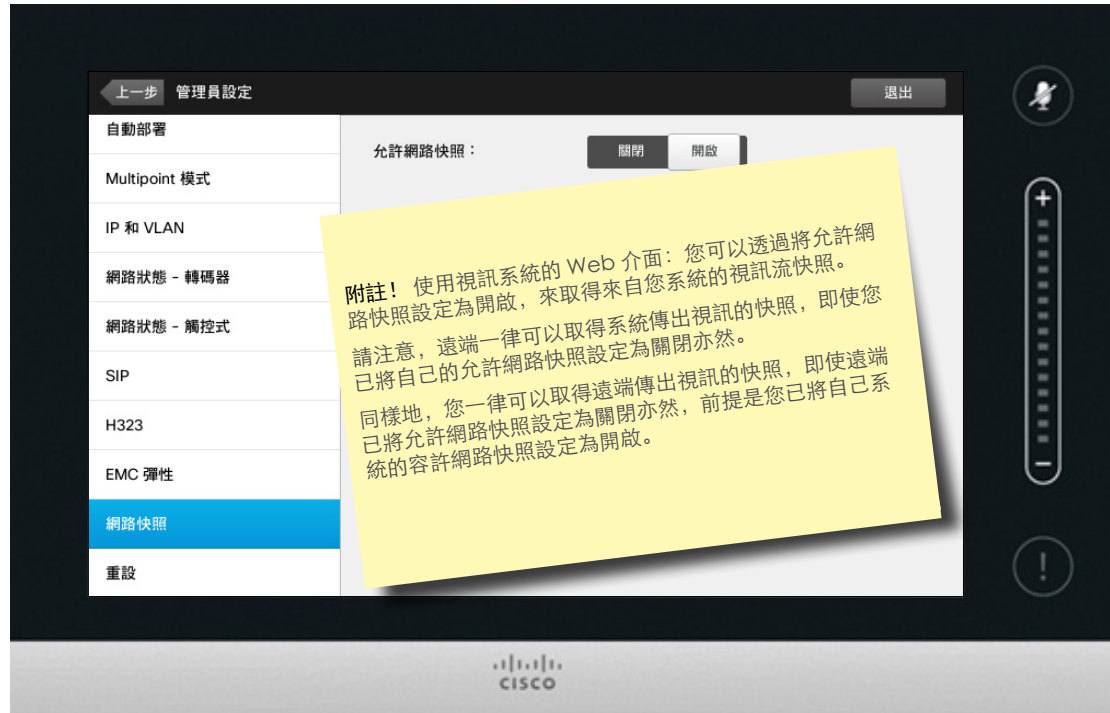 上一步
管理員設定
退出
自動部署
Multipoint 模式
IP 和 VLAN
網路狀態 - 轉碼器
網路狀態 - 觸控式
SIP
H323
EMC 彈性
網路快照
重設
允許網路快照：
關閉
開啟
附註！ 使用視訊系統的 Web 介面：您可以透過將允許網
路快照設定為開啟，來取得來自您系統的視訊流快照。
請注意，遠端一律可以取得系統傳出視訊的快照，即使您
已將自己的允許網路快照設定為關閉亦然。
同樣地，您一律可以取得遠端傳出視訊的快照，即使遠端
已將允許網路快照設定為關閉亦然，前提是您已將自己系
統的容許網路快照設定為開啟。
+
–
!
CISCO